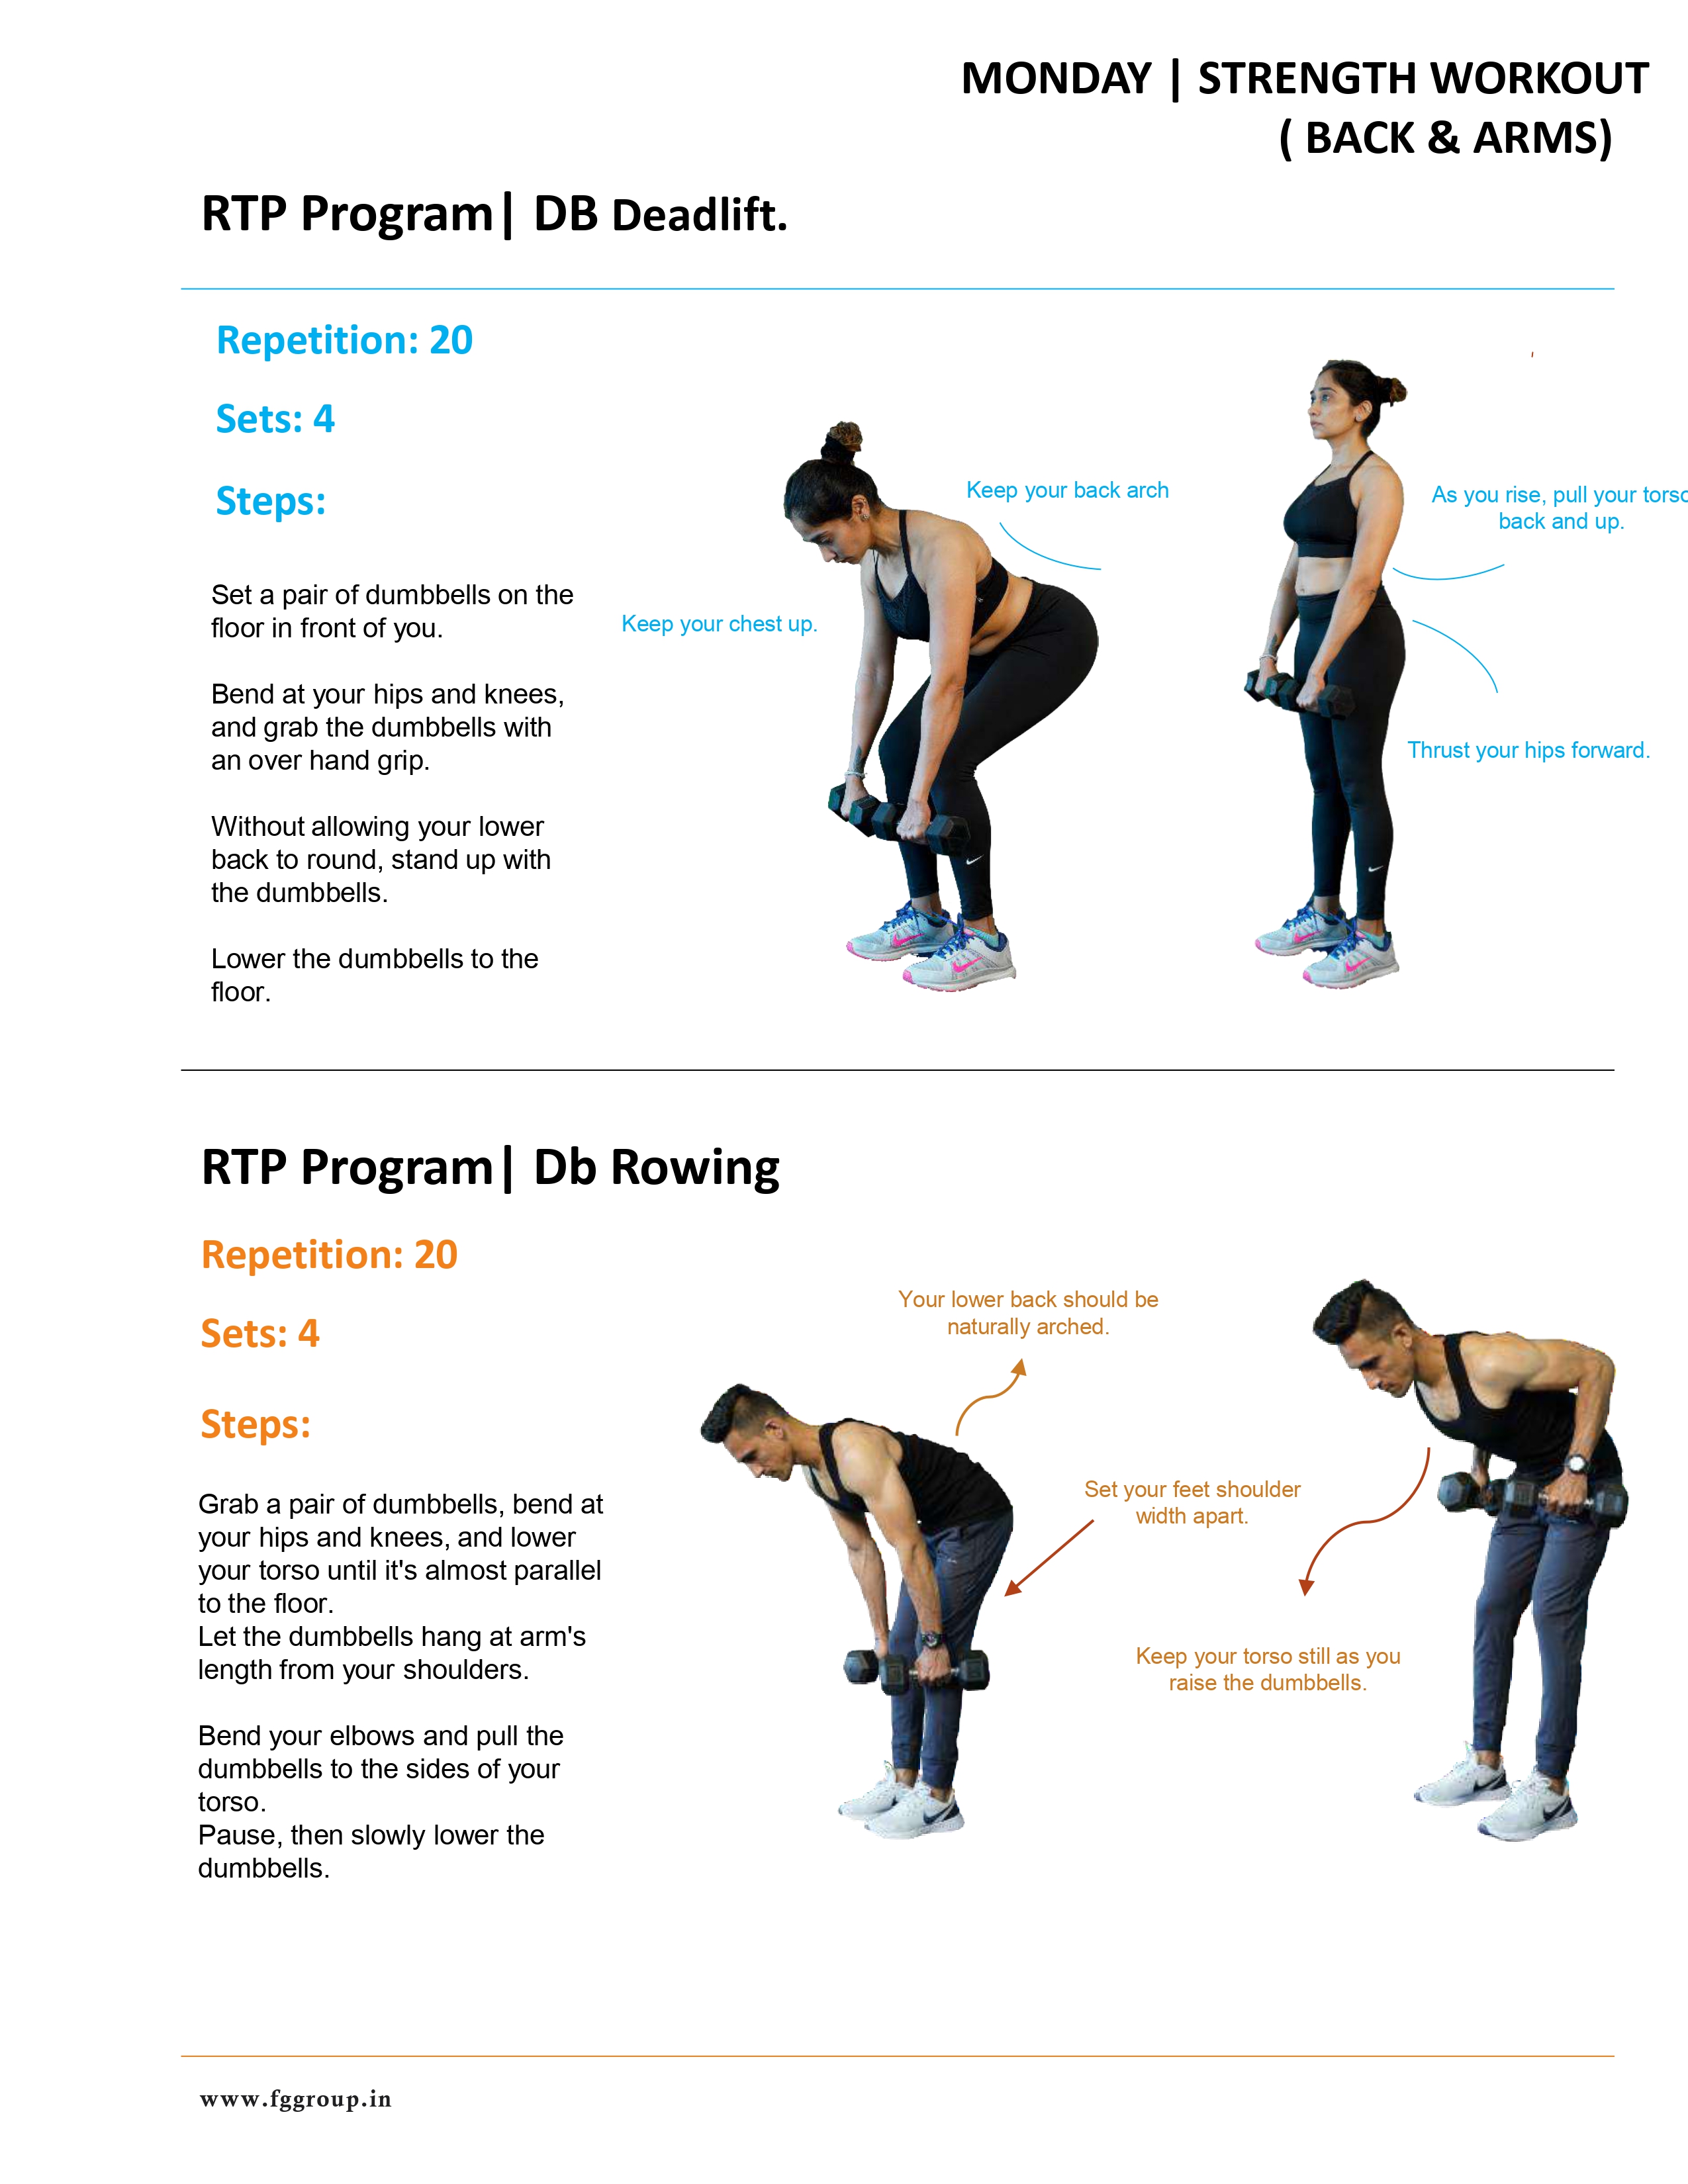 MONDAY | STRENGTH WORKOUT
( BACK & ARMS)
RTP Program| DB Deadlift.
Repetition: 20
Sets: 4
Steps:
Set a pair of dumbbells on the
floor in front of you.
Bend at your hips and knees,
and grab the dumbbells with
an over hand grip.
Without allowing your lower
back to round, stand up with
the dumbbells.
Lower the dumbbells to the
floor.
Keep your back arch
Keep your chest up.
As you rise, pull your torso
back and up.
Thrust your hips forward.
RTP Program| Db Rowing
Repetition: 20
Sets: 4
Steps:
Grab a pair of dumbbells, bend at
your hips and knees, and lower
your torso until it's almost parallel
to the floor.
Let the dumbbells hang at arm's
length from your shoulders.
Bend your elbows and pull the
dumbbells to the sides of your
torso.
Pause, then slowly lower the
dumbbells.
Your lower back should be
naturally arched.
Set your feet shoulder
width apart.
Keep your torso still as you
raise the dumbbells.
www.fggroup.in